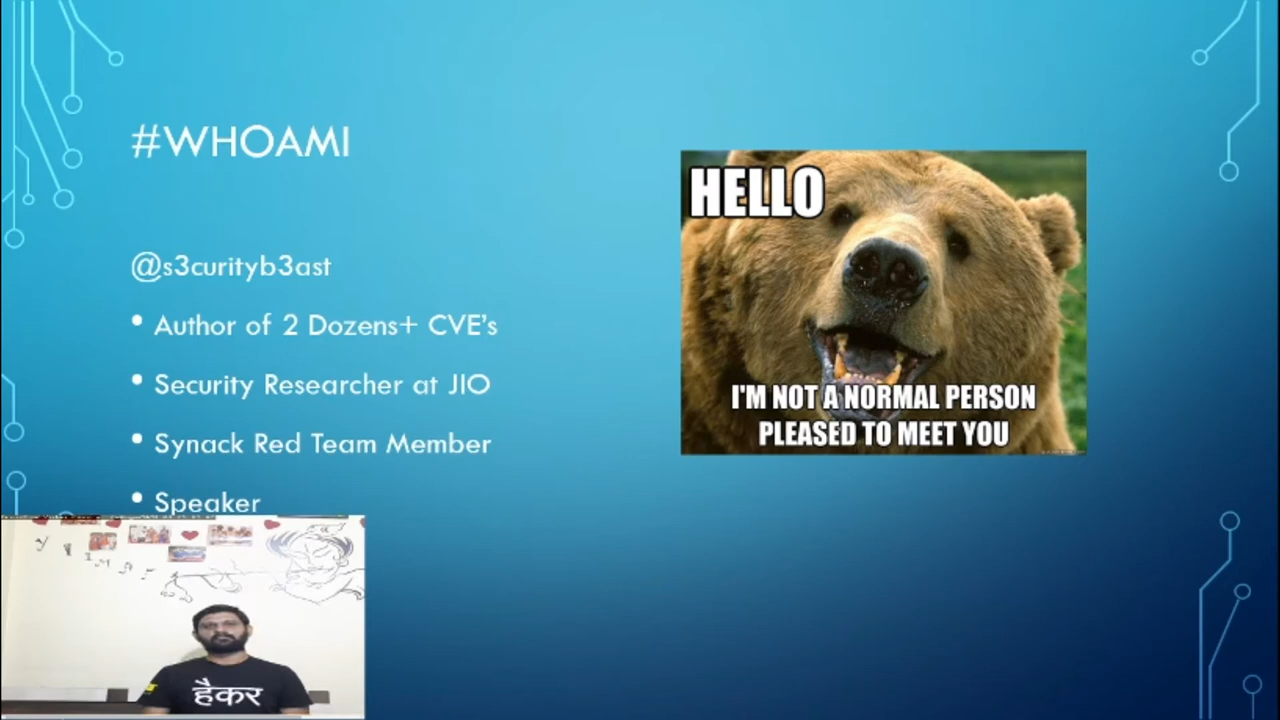 #WHOAMI
@s3curityb3ast
• Author of 2 Dozens+ CVE's
• Security Researcher at JIO
• Synack Red Team Member
• Speaker
HELLO
I'M NOT A NORMAL PERSON
PLEASED TO MEET YOU
हैकर